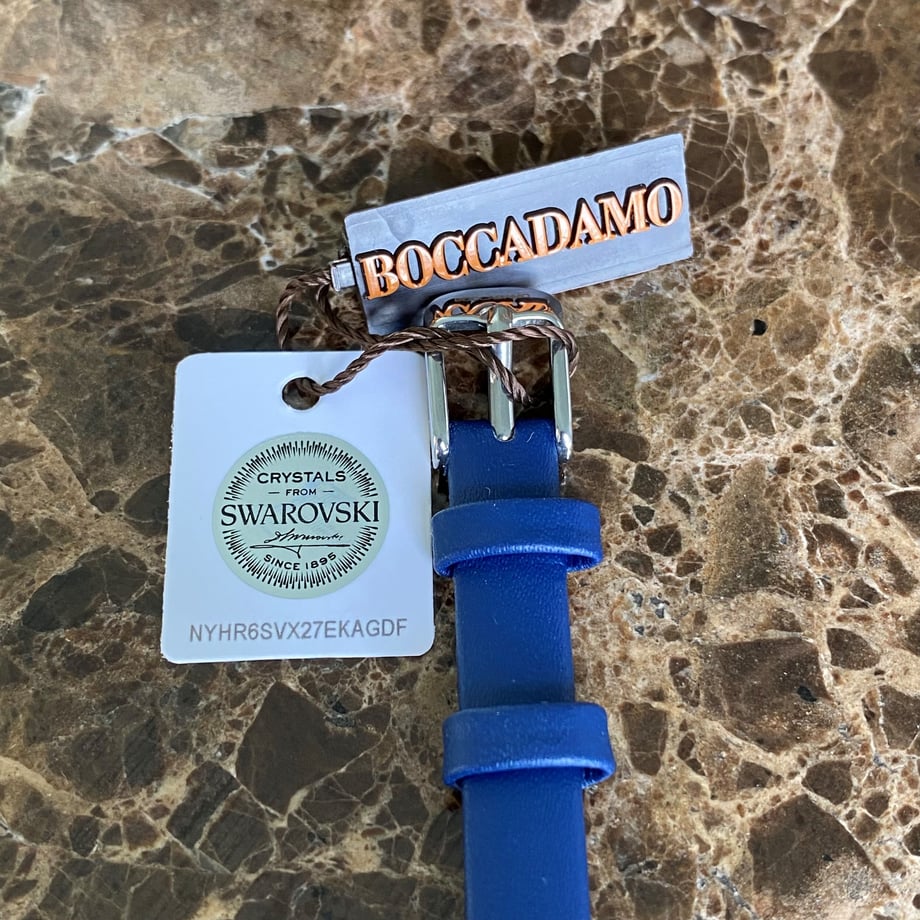 BOCCADAMO
CRYSTALS
FROM
SWAROVSKI
SINCE 1895
NYHR6SVX27EKAGDF